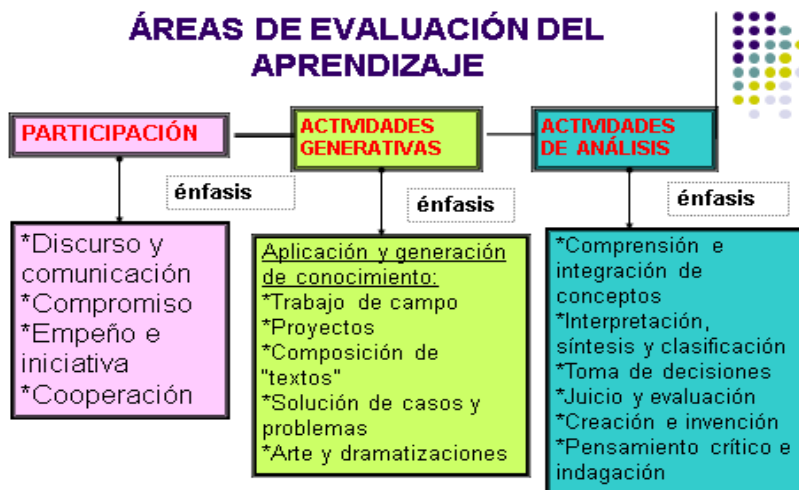 ÁREAS DE EVALUACIÓN DEL
APRENDIZAJE
PARTICIPACIÓN
énfasis
*Discurso y
comunicación
*Compromiso
*Empeño e
iniciativa
*Cooperación
ACTIVIDADES
GENERATIVAS
énfasis
Aplicación y generación
de conocimiento:
*Trabajo de campo
*Proyectos
*Composición de
"textos"
*Solución de casos y
problemas
*Arte y dramatizaciones
ACTIVIDADES
DE ANÁLISIS
énfasis
*Comprensión e
integración de
conceptos
*Interpretación,
síntesis y clasificación
*Toma de decisiones
*Juicio y evaluación
*Creación e invención
*Pensamiento crítico e
indagación